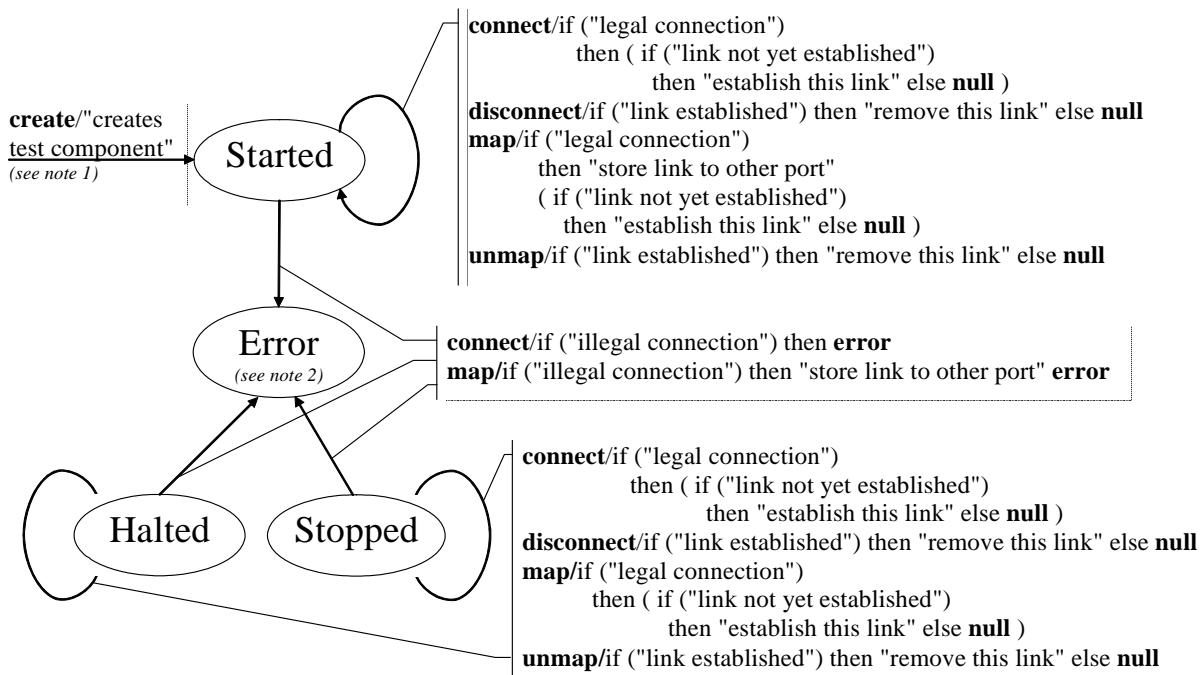 connect/if ("legal connection")
then ( if ("link not yet established")
then "establish this link" else null )
disconnect/if ("link established") then "remove this link" else null
map/if ("legal connection")
then "store link to other port"
( if ("link not yet established")
then "establish this link" else null )
unmap/if ("link established") then "remove this link" else null
create/"creates
test component"
(see note 1)
Started
Error
(see note 2)
connect/if ("illegal connection") then error
map/if ("illegal connection") then "store link to other port" error
Halted
Stopped
connect/if ("legal connection")
then ( if ("link not yet established")
then "establish this link" else null )
disconnect/if ("link established") then "remove this link" else null
map/if ("legal connection")
then ( if ("link not yet established")
then "establish this link" else null )
unmap/if ("link established") then "remove this link" else null